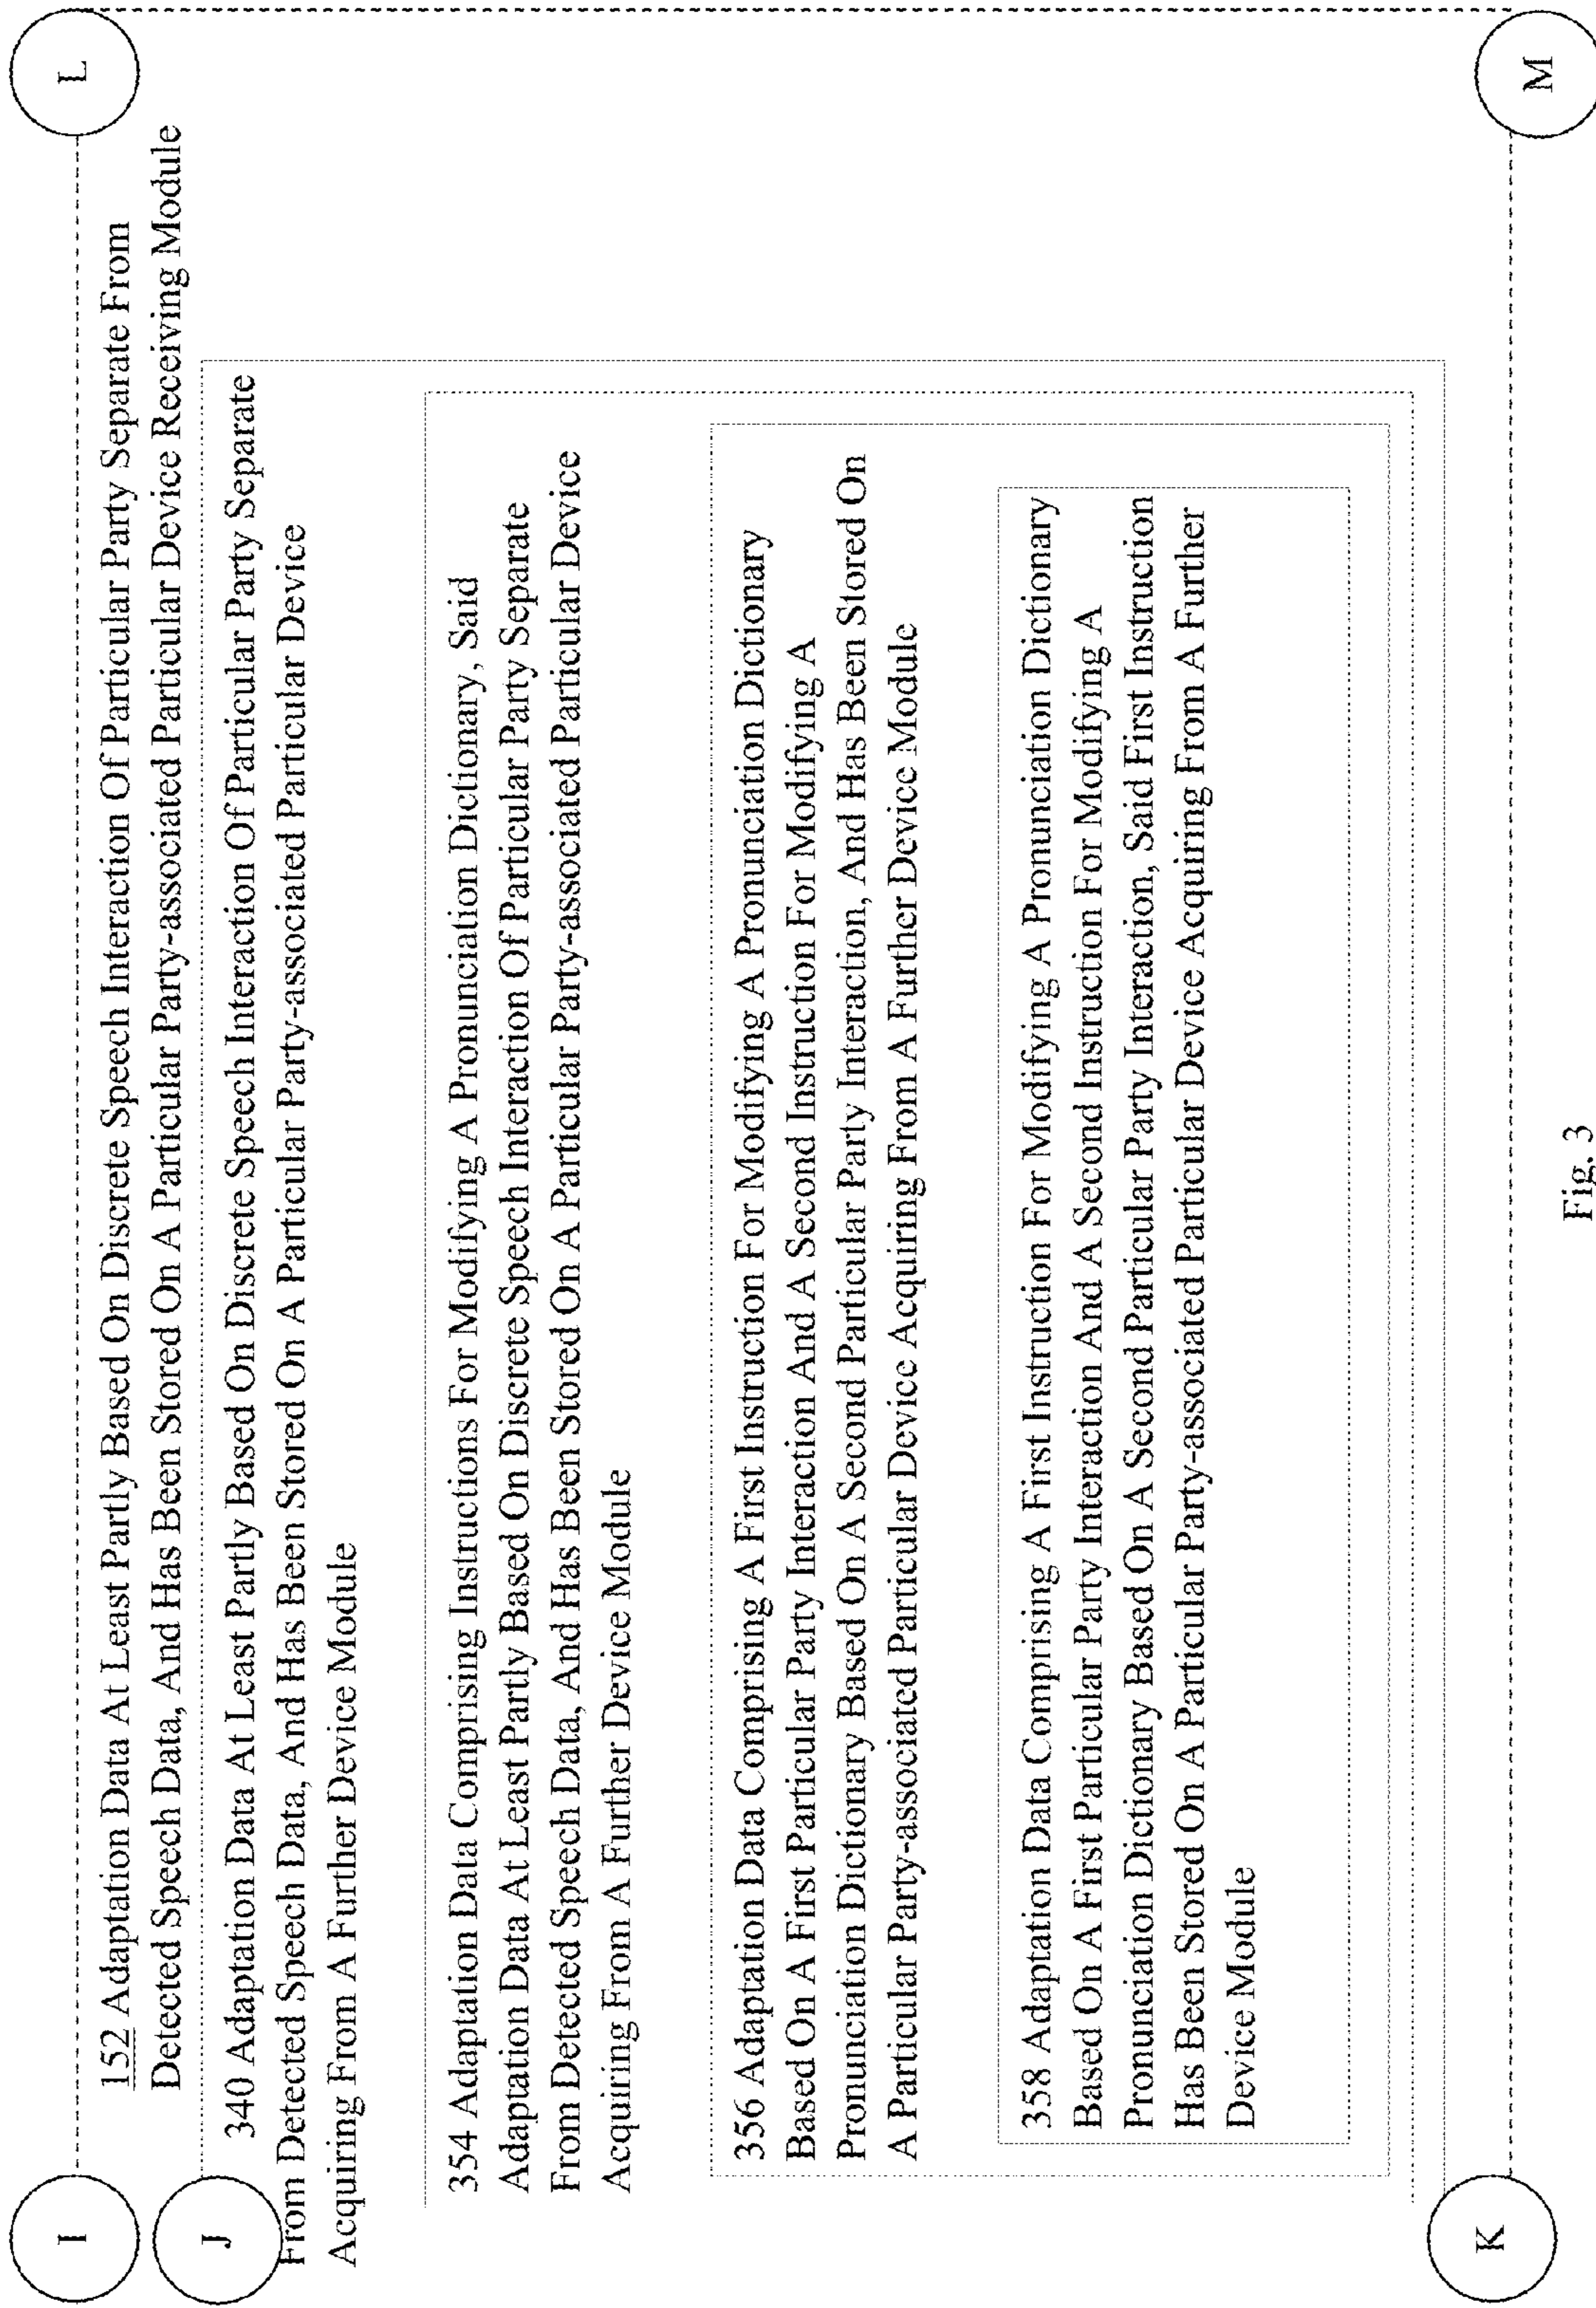 I
L
152 Adaptation Data At Least Partly Based On Discrete Speech Interaction Of Particular Party Separate From
Detected Speech Data, And Has Been Stored On A Particular Party-associated Particular Device Receiving Module
J
340 Adaptation Data At Least Partly Based On Discrete Speech Interaction Of Particular Party Separate
From Detected Speech Data, And Has Been Stored On A Particular Party-associated Particular Device
Acquiring From A Further Device Module
354 Adaptation Data Comprising Instructions For Modifying A Pronunciation Dictionary, Said
Adaptation Data At Least Partly Based On Discrete Speech Interaction Of Particular Party Separate
From Detected Speech Data, And Has Been Stored On A Particular Party-associated Particular Device
Acquiring From A Further Device Module
356 Adaptation Data Comprising A First Instruction For Modifying A Pronunciation Dictionary
Based On A First Particular Party Interaction And A Second Instruction For Modifying A
Pronunciation Dictionary Based On A Second Particular Party Interaction, And Has Been Stored On
A Particular Party-associated Particular Device Acquiring From A Further Device Module
358 Adaptation Data Comprising A First Instruction For Modifying A Pronunciation Dictionary
Based On A First Particular Party Interaction And A Second Instruction For Modifying A
Pronunciation Dictionary Based On A Second Particular Party Interaction, Said First Instruction
Has Been Stored On A Particular Party-associated Particular Device Acquiring From A Further
Device Module
K
M
Fig. 3